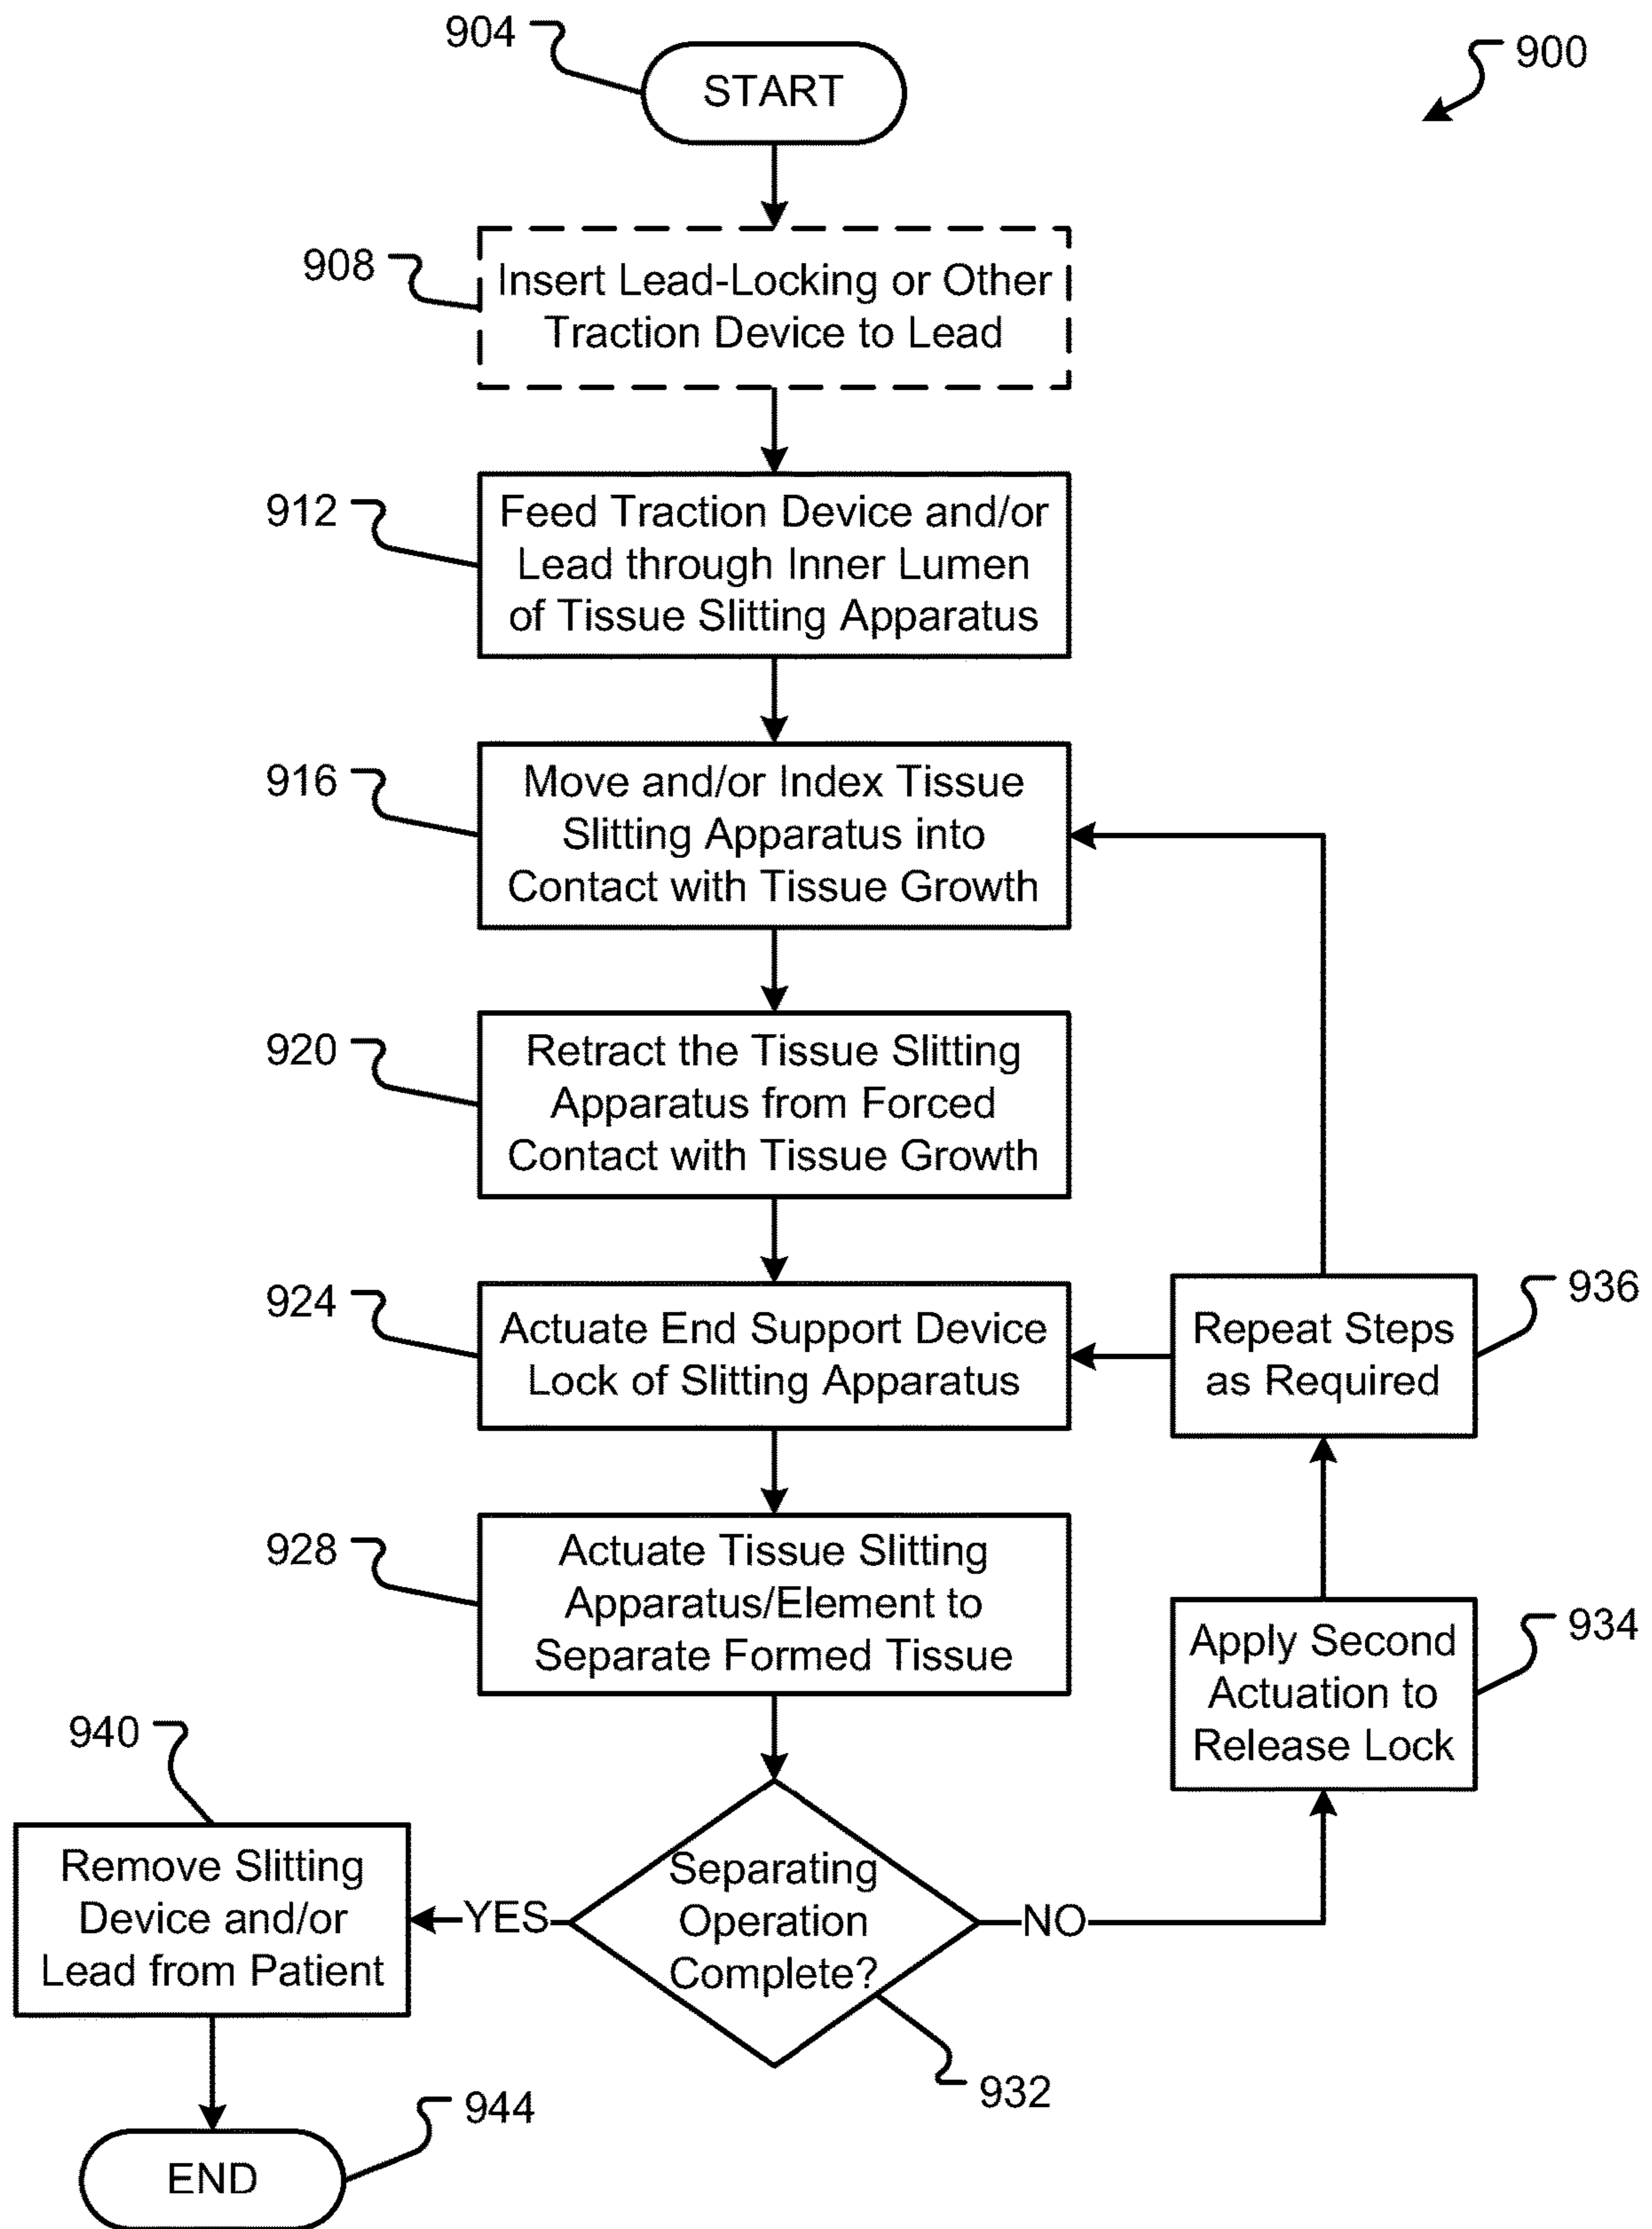 904
START
900
908
Insert Lead-Locking or Other
Traction Device to Lead
912
Feed Traction Device and/or
Lead through Inner Lumen
of Tissue Slitting Apparatus
916
Move and/or Index Tissue
Slitting Apparatus into
Contact with Tissue Growth
920
Retract the Tissue Slitting
Apparatus from Forced
Contact with Tissue Growth
924
Actuate End Support Device
Lock of Slitting Apparatus
936
Repeat Steps
as Required
928
Actuate Tissue Slitting
Apparatus/Element to
Separate Formed Tissue
934
Apply Second
Actuation to
Release Lock
940
Remove Slitting
Device and/or
Lead from Patient
YES
Separating
Operation
Complete?
NO
932
944
END